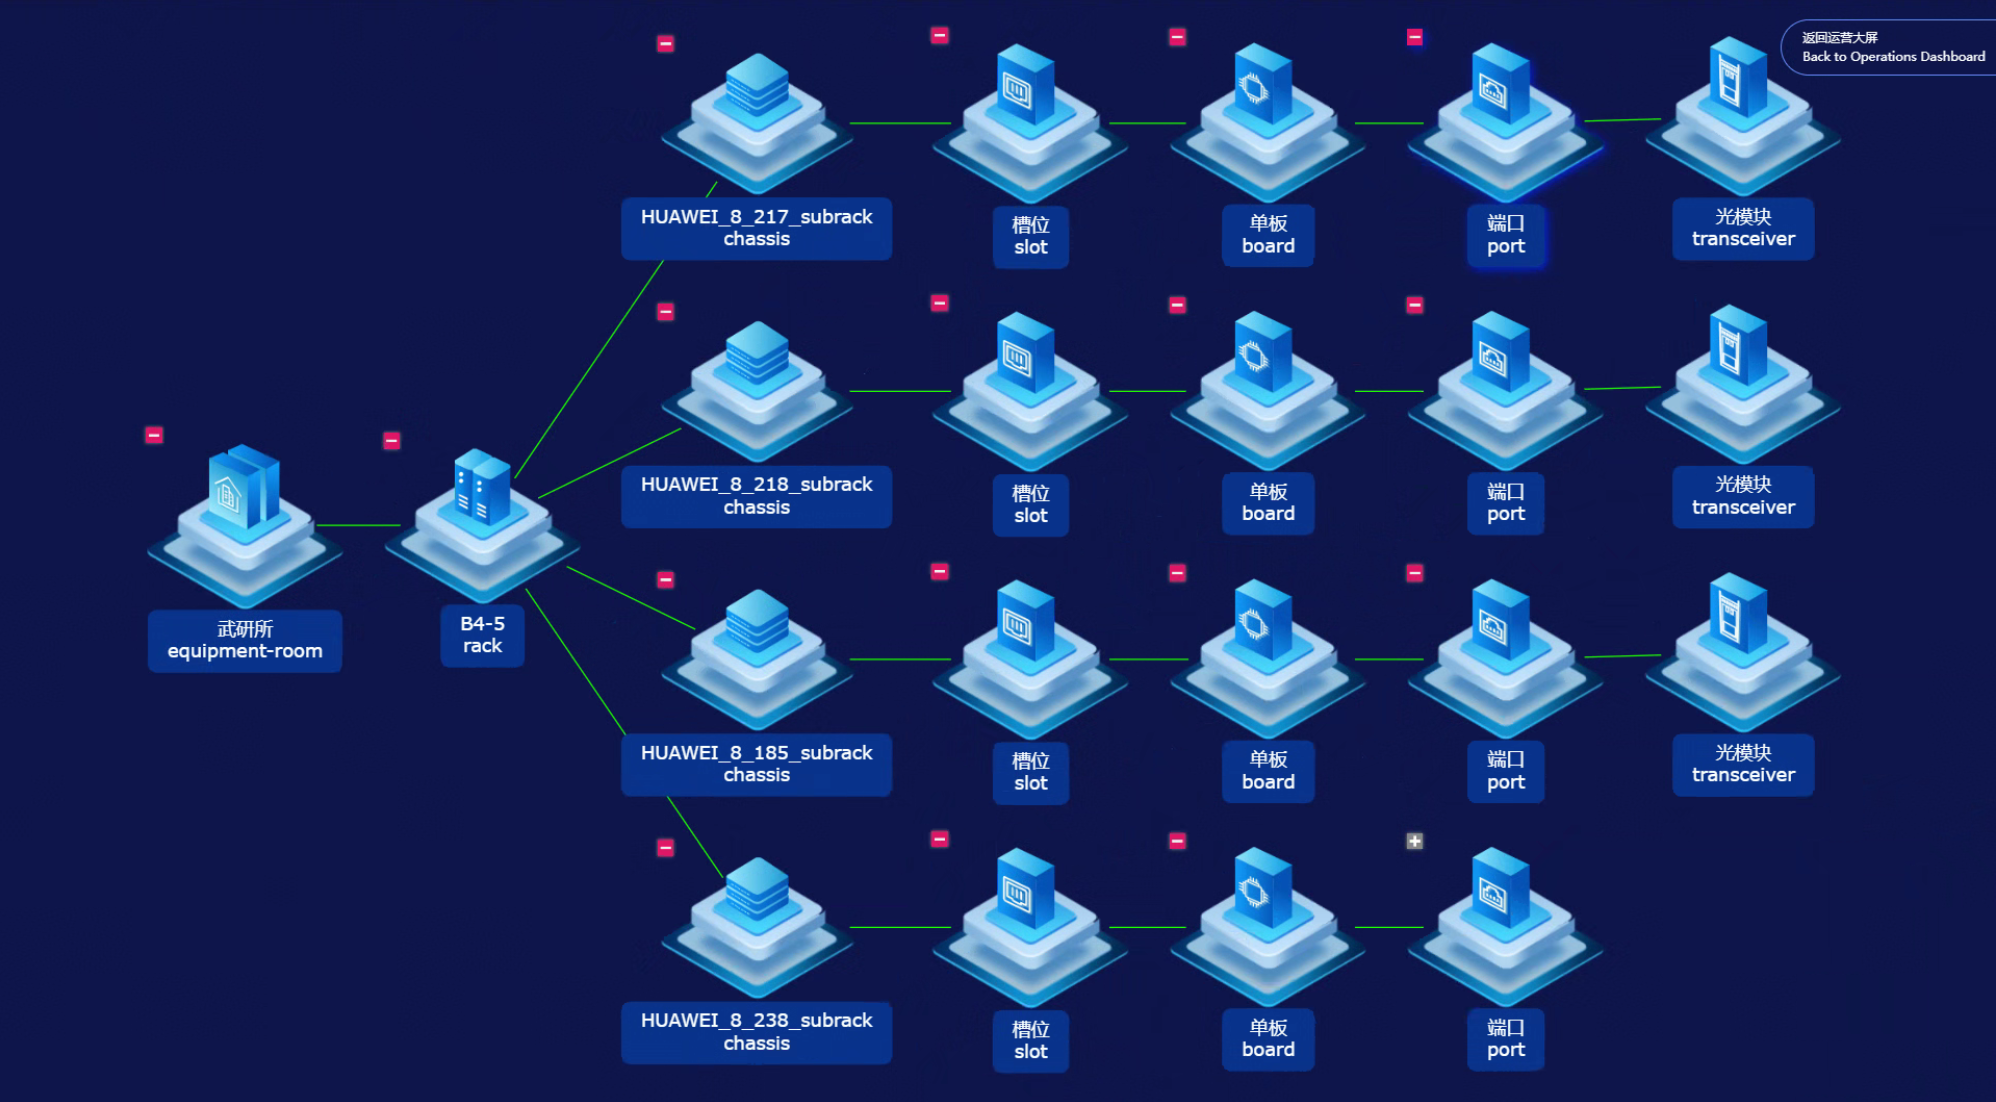 返回运营大屏
Back to Operations Dashboard
HUAWEI_8_217_subrack
chassis
槽位
slot
单板
board
端口
port
光模块
transceiver
HUAWEI_8_218_subrack
chassis
槽位
slot
单板
board
端口
port
光模块
transceiver
武研所
equipment-room
B4-5
rack
HUAWEI_8_185_subrack
chassis
槽位
slot
单板
board
端口
port
光模块
transceiver
HUAWEI_8_238_subrack
chassis
槽位
slot
单板
board
端口
port